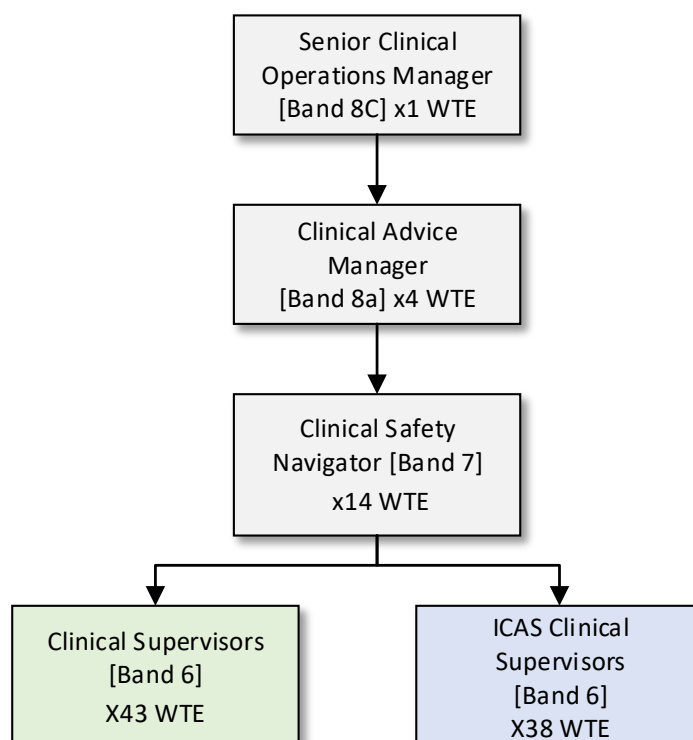 Senior Clinical
Operations Manager
[Band 8C] x1 WTE
Clinical Advice
Manager
[Band 8a] x4 WTE
Clinical Safety
Navigator [Band 7]
x14 WTE
Clinical Supervisors
[Band 6]
X43 WTE
ICAS Clinical
Supervisors
[Band 6]
X38 WTE